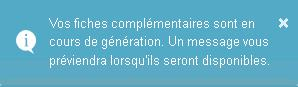 Vos fiches complémentaires sont en
cours de génération. Un message vous
préviendra lorsqu'ils seront disponibles.